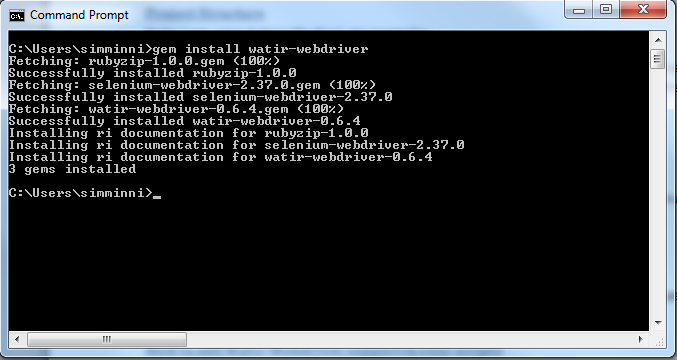 Project Structure
Command Prompt
C:\Users\simminni>gem install watir-webdriver
Fetching: rubyzip-1.0.0.gem (100%)
Successfully installed rubyzip-1.0.0
Fetching: selenium-webdriver-2.37.0.gem (100%)
Successfully installed selenium-webdriver-2.37.0
Fetching: watir-webdriver-0.6.4.gem (100%)
Successfully installed watir-webdriver-0.6.4
Installing ri documentation for rubyzip-1.0.0
Installing ri documentation for selenium-webdriver-2.37.0
Installing ri documentation for watir-webdriver-0.6.4
3 gems installed
C:\Users\simminni>_